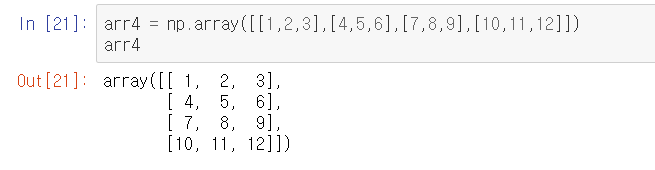 In [21]: arr4 = np.array([[1,2,3],[4,5,6],[7,8,9],[10,11,12]])
arr4
Out[21]: array([[ 1,  2,  3],
[ 4,  5,  6],
[ 7,  8,  9],
[10, 11, 12]])